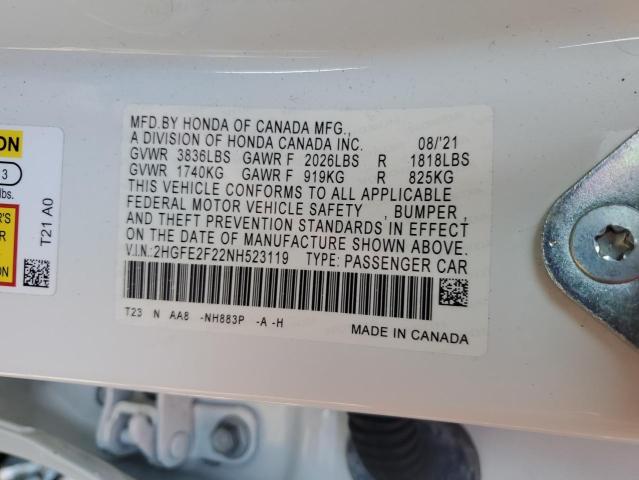 MFD.BY HONDA OF CANADA MFG.,
A DIVISION OF HONDA CANADA INC. 08/'21
GVWR 3836LBS GAWR F 2026LBS R 1818LBS
GVWR 1740KG GAWR F 919KG R 825KG
THIS VEHICLE CONFORMS TO ALL APPLICABLE
FEDERAL MOTOR VEHICLE SAFETY , BUMPER ,
AND THEFT PREVENTION STANDARDS IN EFFECT
ON THE DATE OF MANUFACTURE SHOWN ABOVE.
V.I.N.:2HGFE2F22NH523119 TYPE: PASSENGER CAR
T23 N AA8 -NH883P -A -H
MADE IN CANADA
3
lbs.
T21 A0